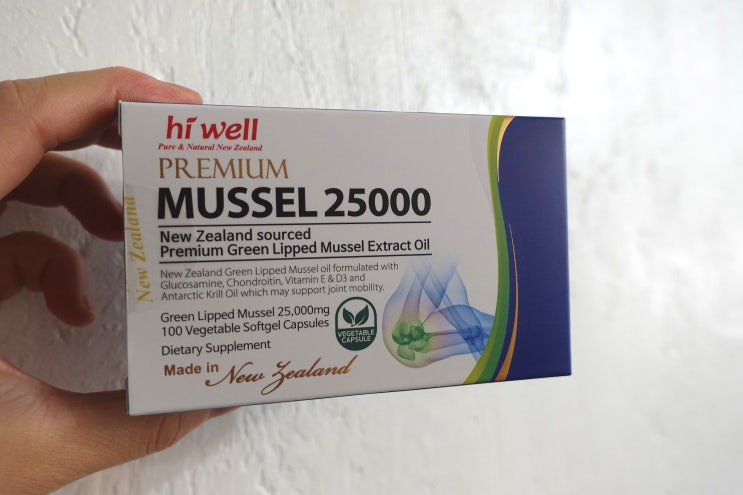 hi well
Pure & Natural New Zealand
PREMIUM
MUSSEL 25000
New Zealand sourced
Premium Green Lipped Mussel Extract Oil
New Zealand Green Lipped Mussel oil formulated with
Glucosamine, Chondroitin, Vitamin E & D3 and
Antarctic Krill Oil which may support joint mobility.
Green Lipped Mussel 25,000mg
100 Vegetable Softgel Capsules
Dietary Supplement
VEGETABLE
CAPSULE
Made in New Zealand
New Zealand